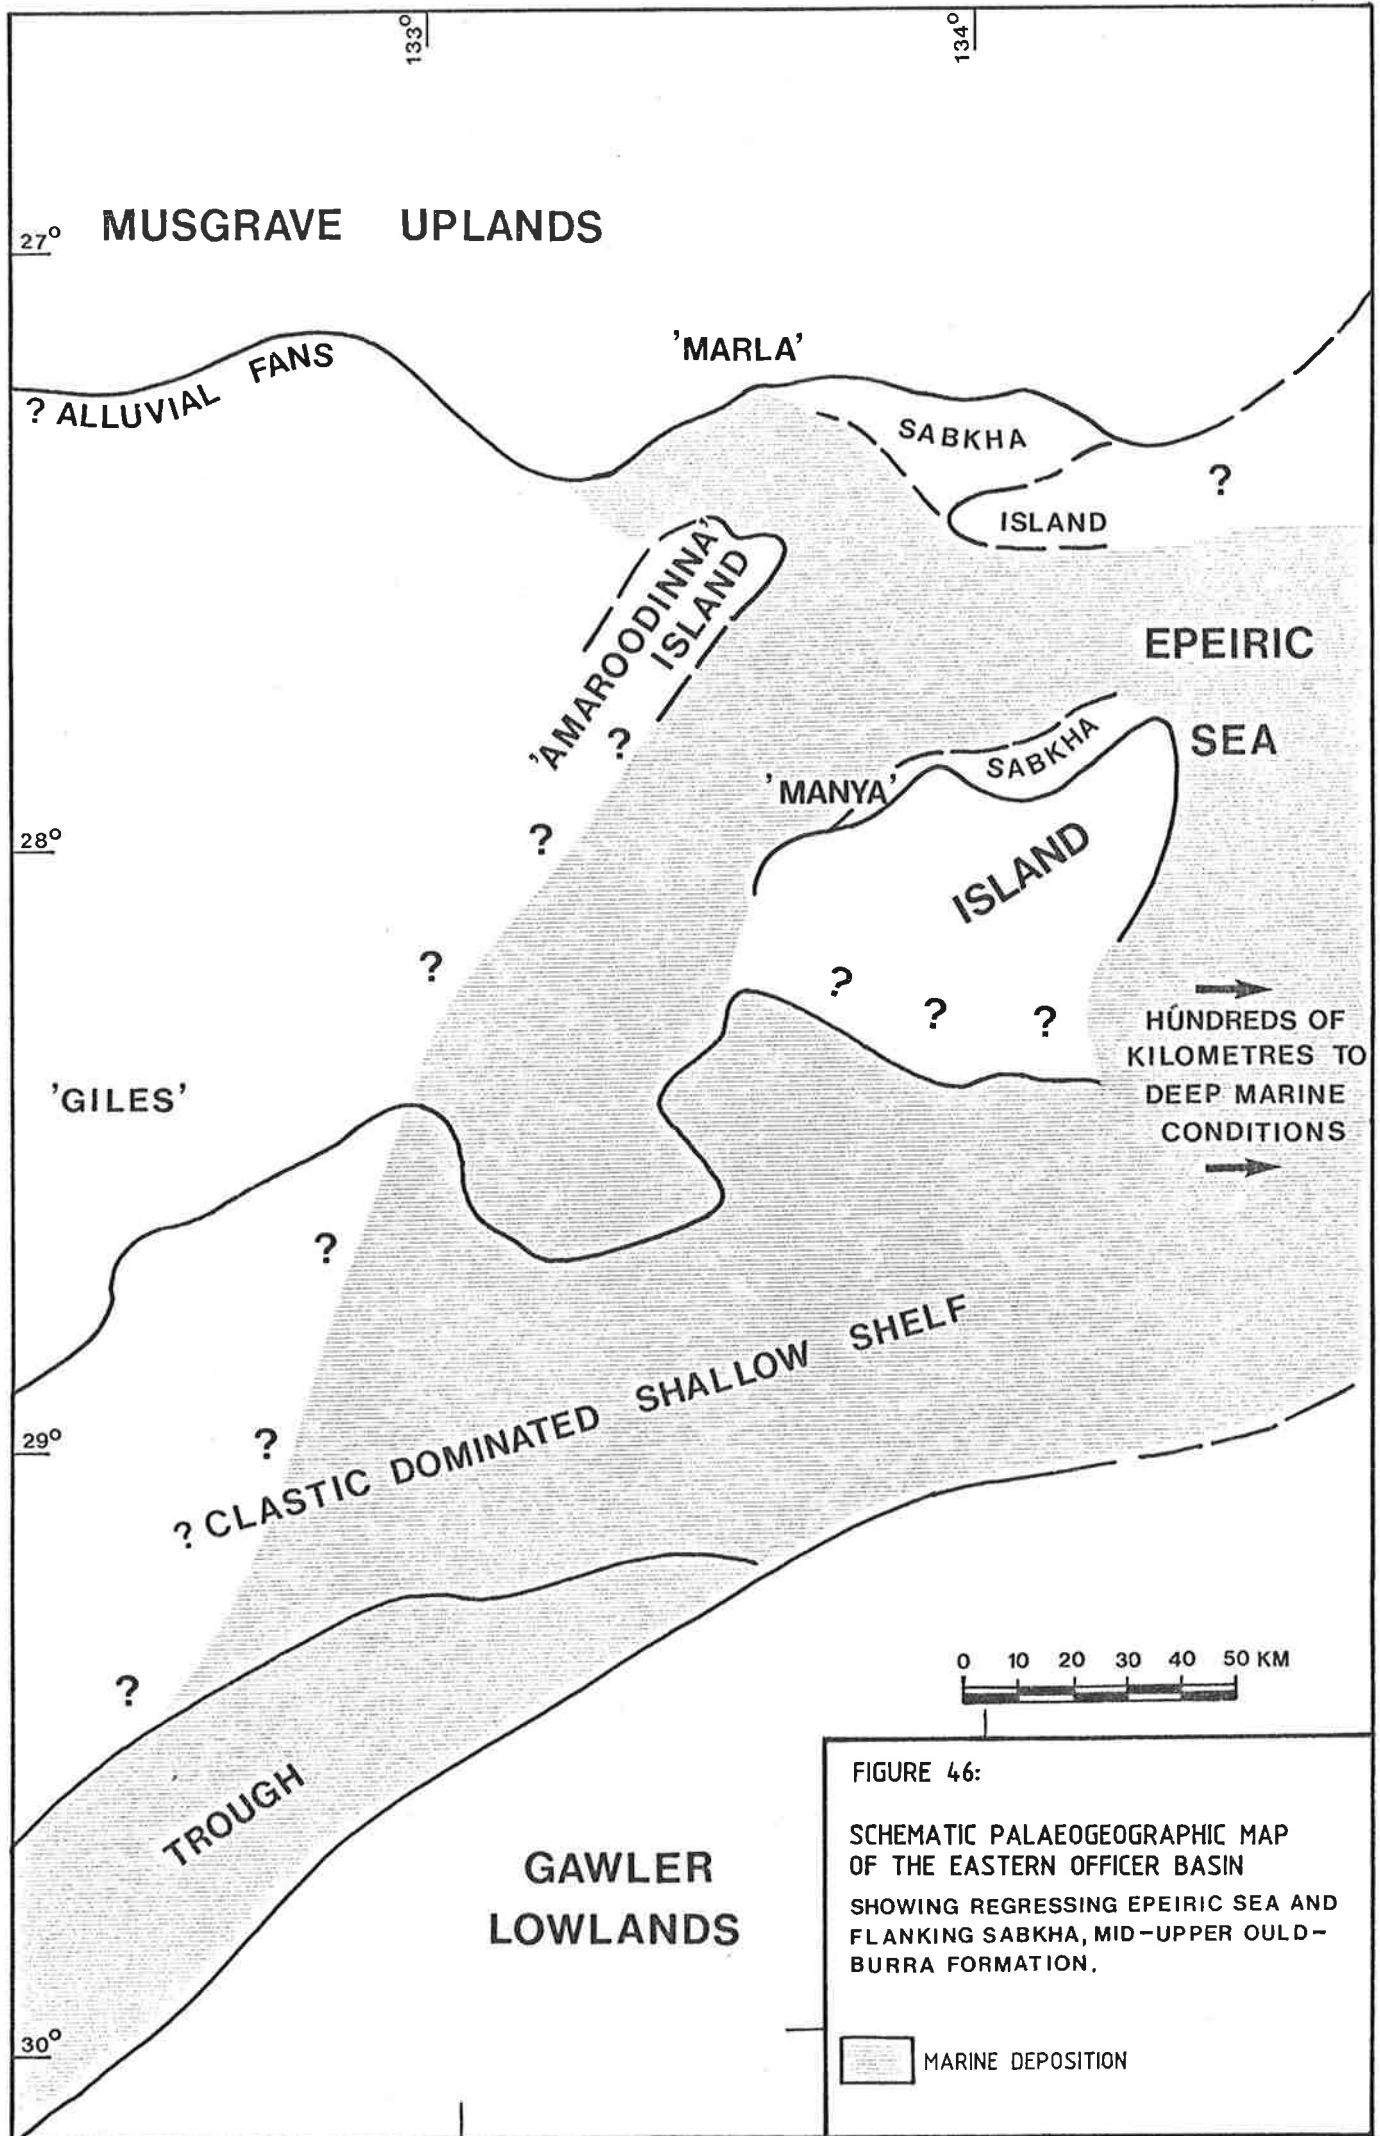 133°
134°
MUSGRAVE UPLANDS
27°
'MARLA'
? ALLUVIAL FANS
SABKHA
?
ISLAND
'AMAROODINNA'
ISLAND
EPEIRIC
SEA
?
SABKHA
'MANYA'
28°
?
ISLAND
?
?
?
?
HUNDREDS OF
KILOMETRES TO
DEEP MARINE
CONDITIONS
'GILES'
?
? CLASTIC DOMINATED SHALLOW SHELF
29°
?
?
0 10 20 30 40 50 KM
TROUGH
GAWLER
LOWLANDS
30°
FIGURE 46:
SCHEMATIC PALAEOGEOGRAPHIC MAP
OF THE EASTERN OFFICER BASIN
SHOWING REGRESSING EPEIRIC SEA AND
FLANKING SABKHA, MID-UPPER OULD-
BURRA FORMATION.
MARINE DEPOSITION